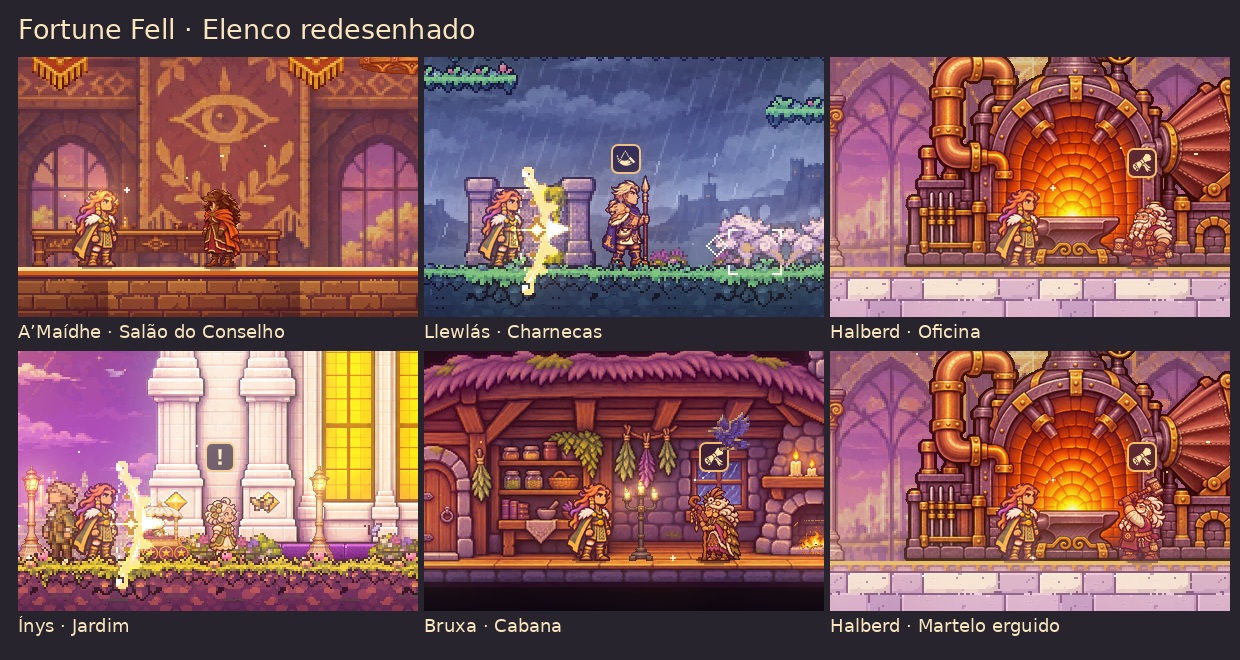 Fortune Fell · Elenco redesenhado
A’Maídhe · Salão do Conselho
Llewlás · Charnecas
Halberd · Oficina
!
Ínys · Jardim
Bruxa · Cabana
Halberd · Martelo erguido